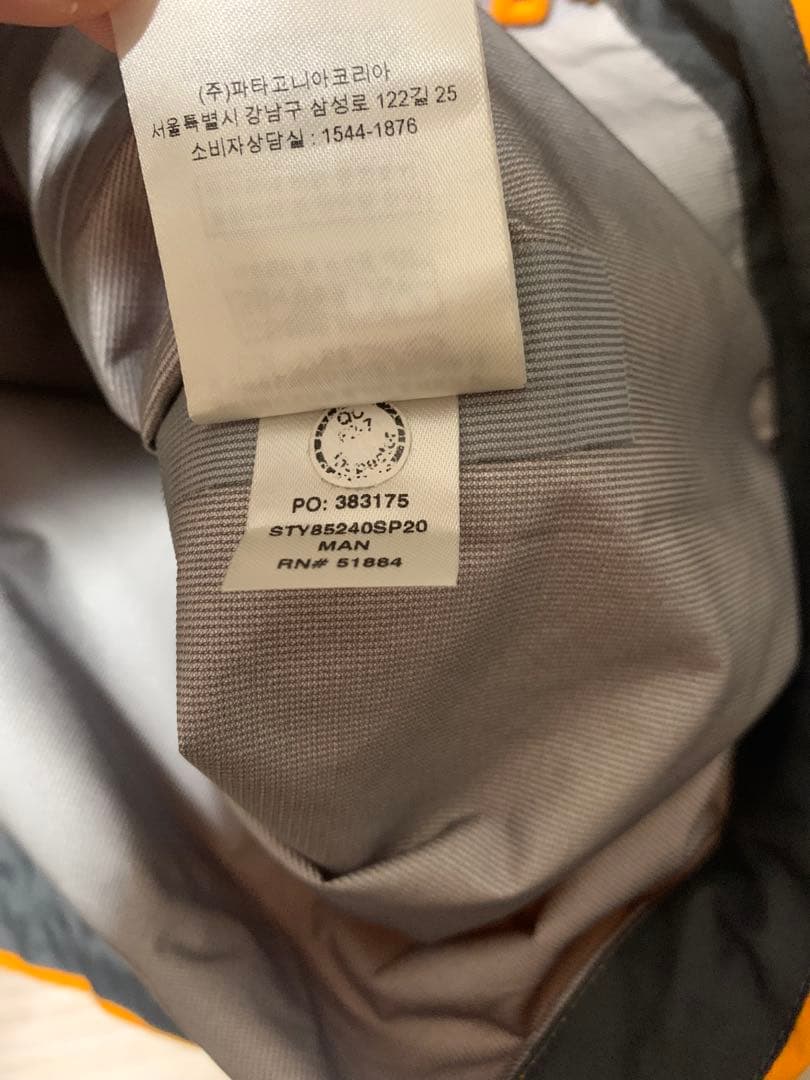 (주)파타고니아코리아
서울특별시 강남구 삼성로 122길 25
소비자상담실 : 1544-1876
PO: 383175
STY85240SP20
MAN
RN# 51884